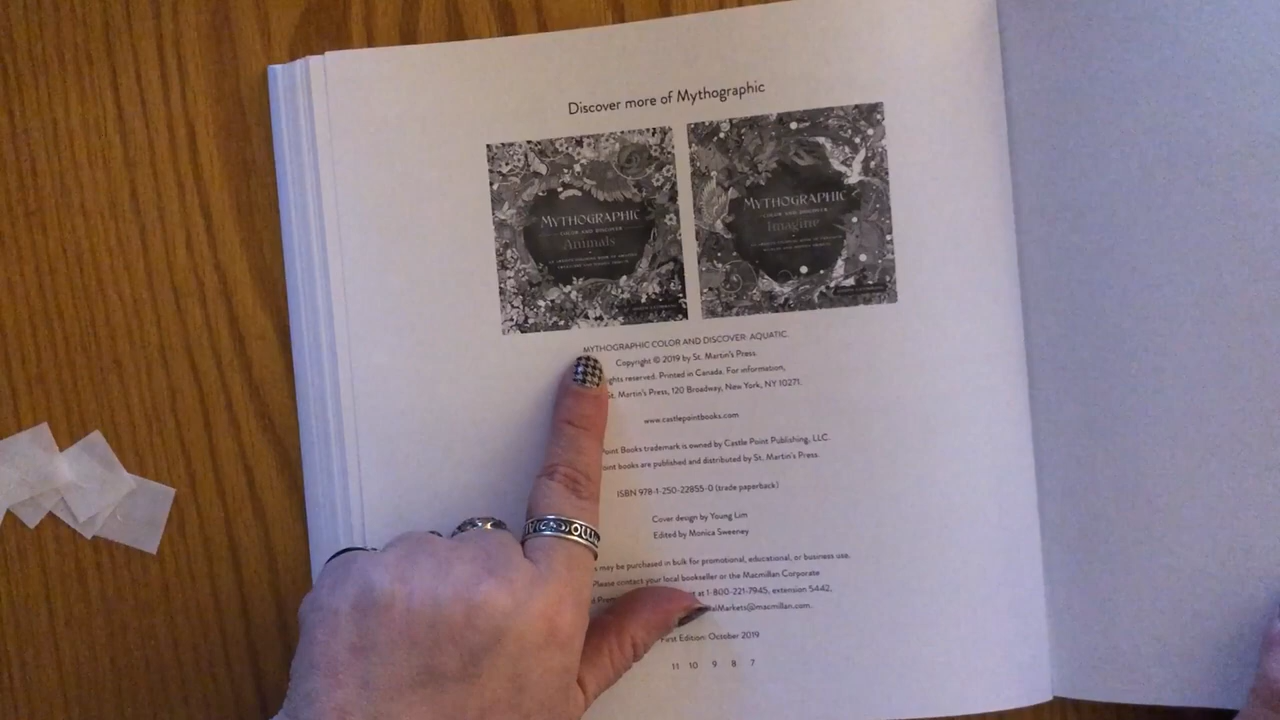 Discover more of Mythographic
MYTHOGRAPHIC
COLOR AND DISCOVER
Animals
MYTHOGRAPHIC
COLOR AND DISCOVER
Imagine
MYTHOGRAPHIC COLOR AND DISCOVER: AQUATIC.
Copyright © 2019 by St. Martin's Press.
ghts reserved. Printed in Canada. For information,
St. Martin's Press, 120 Broadway, New York, NY 10271.
www.castlepointbooks.com
Point Books trademark is owned by Castle Point Publishing, LLC.
oint books are published and distributed by St. Martin's Press.
ISBN 978-1-250-22855-0 (trade paperback)
Cover design by Young Lim
Edited by Monica Sweeney
s may be purchased in bulk for promotional, educational, or business use.
Please contact your local bookseller or the Macmillan Corporate
d Prem at 1-800-221-7945, extension 5442,
alMarkets@macmillan.com.
First Edition: October 2019
11 10 9 8 7